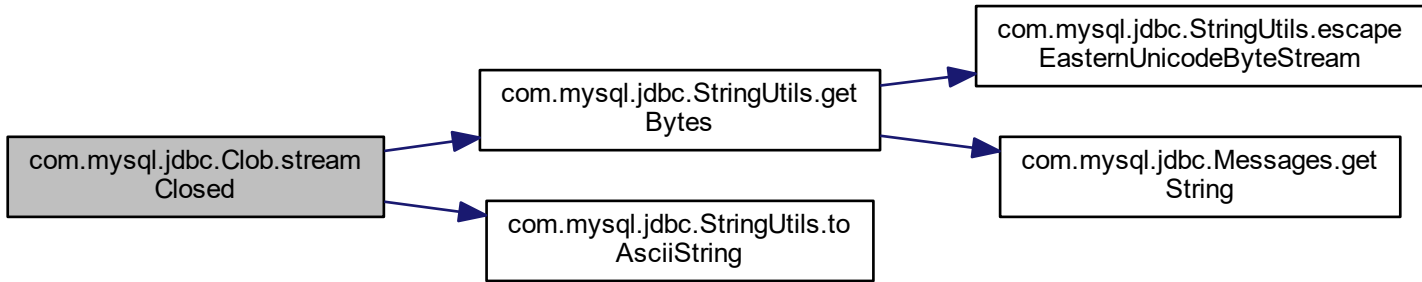 com.mysql.jdbc.StringUtils.escape
EasternUnicodeByteStream
com.mysql.jdbc.StringUtils.get
Bytes
com.mysql.jdbc.Clob.stream
Closed
com.mysql.jdbc.Messages.get
String
com.mysql.jdbc.StringUtils.to
AsciiString